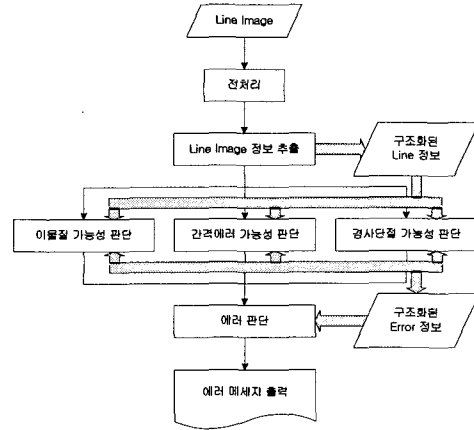 Line Image
전처리
Line Image 정보 추출
구조화된
Line 정보
이물질 가능성 판단
간격에러 가능성 판단
경사단절 가능성 판단
에러 판단
구조화된
Error 정보
에러 메세지 출력